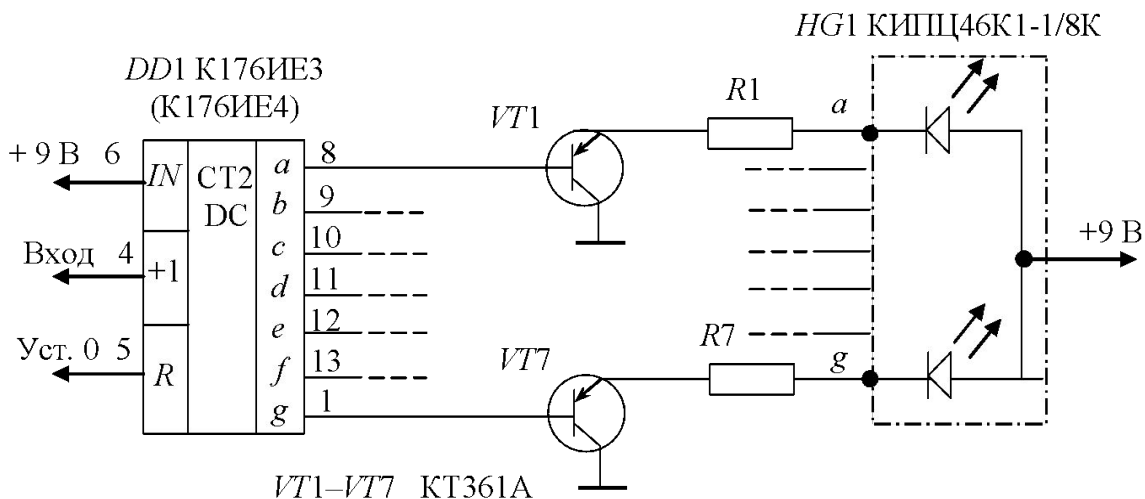 HG1 КИПЦ46К1-1/8К
DD1 К176ИЕ3
(К176ИЕ4)
VT1
R1
a
+ 9 В 6
IN
СТ2
DC
a
8
b
9
c
10
+9 В
Вход 4
+1
d
11
e
12
Уст. 0 5
R
f
13
VT7
R7
g
g
1
VT1–VT7 КТ361А